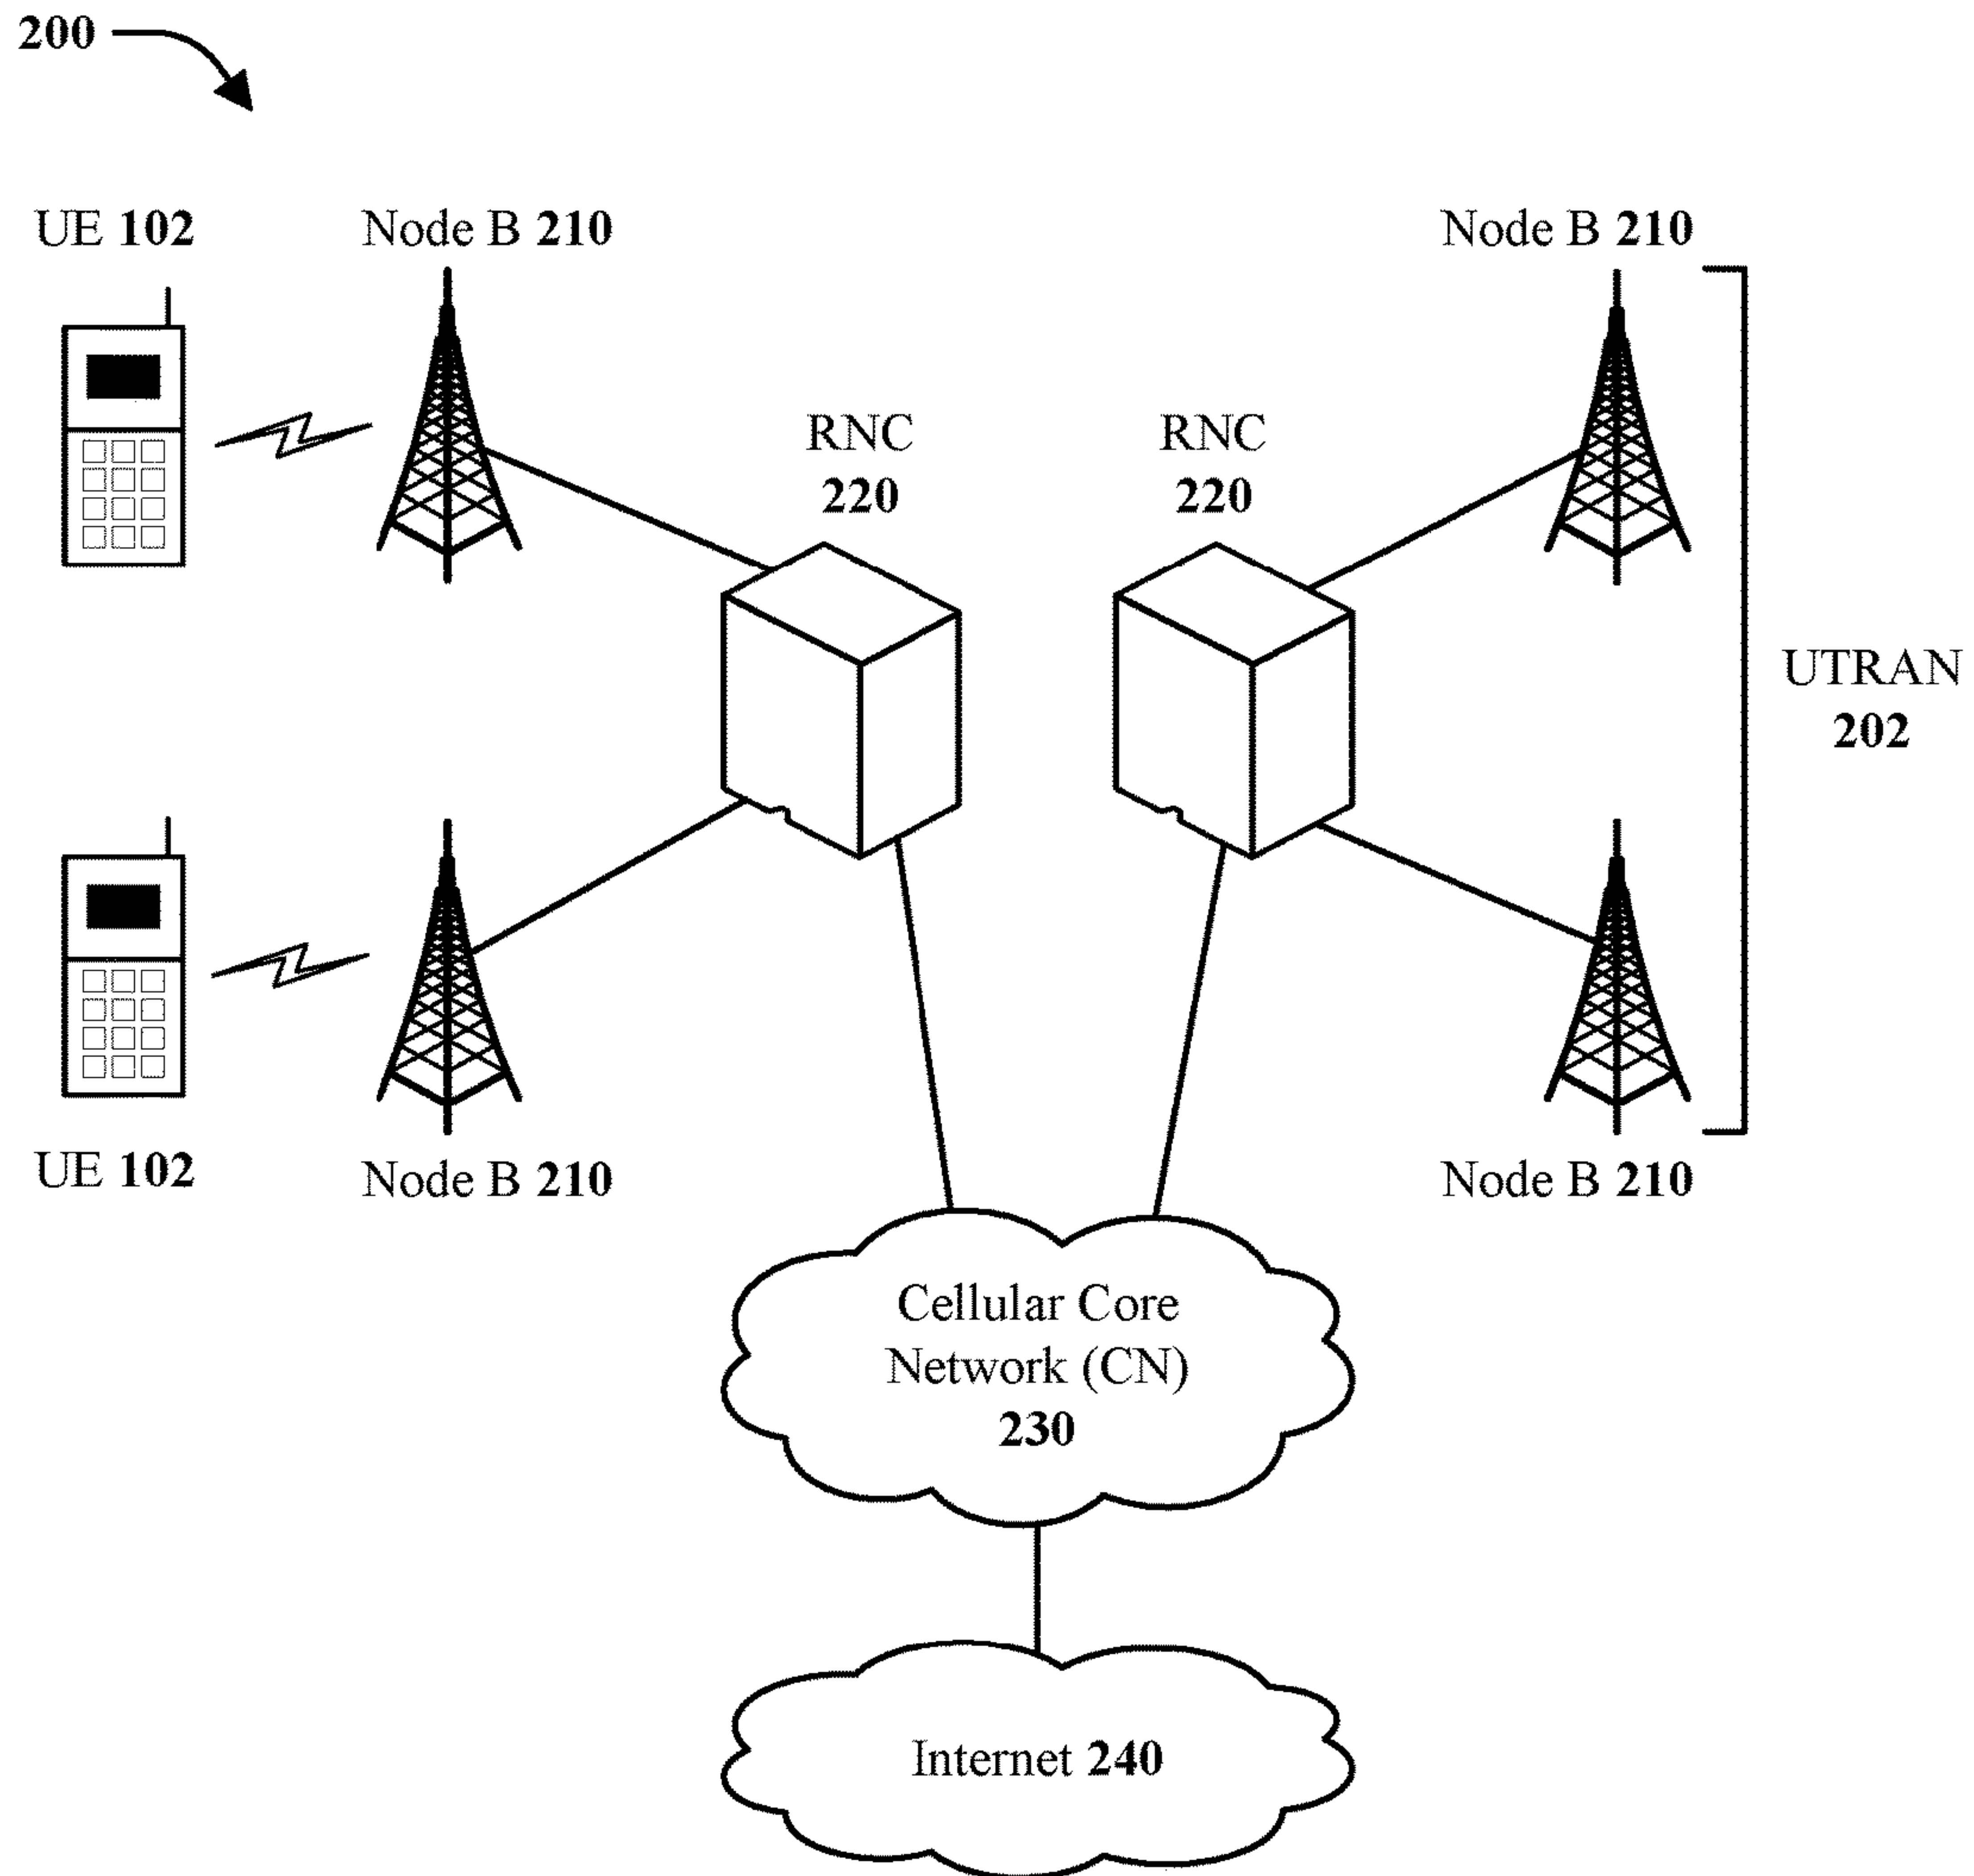 200
UE 102
Node B 210
Node B 210
RNC
220
RNC
220
UTRAN
202
UE 102
Node B 210
Node B 210
Cellular Core
Network (CN)
230
Internet 240